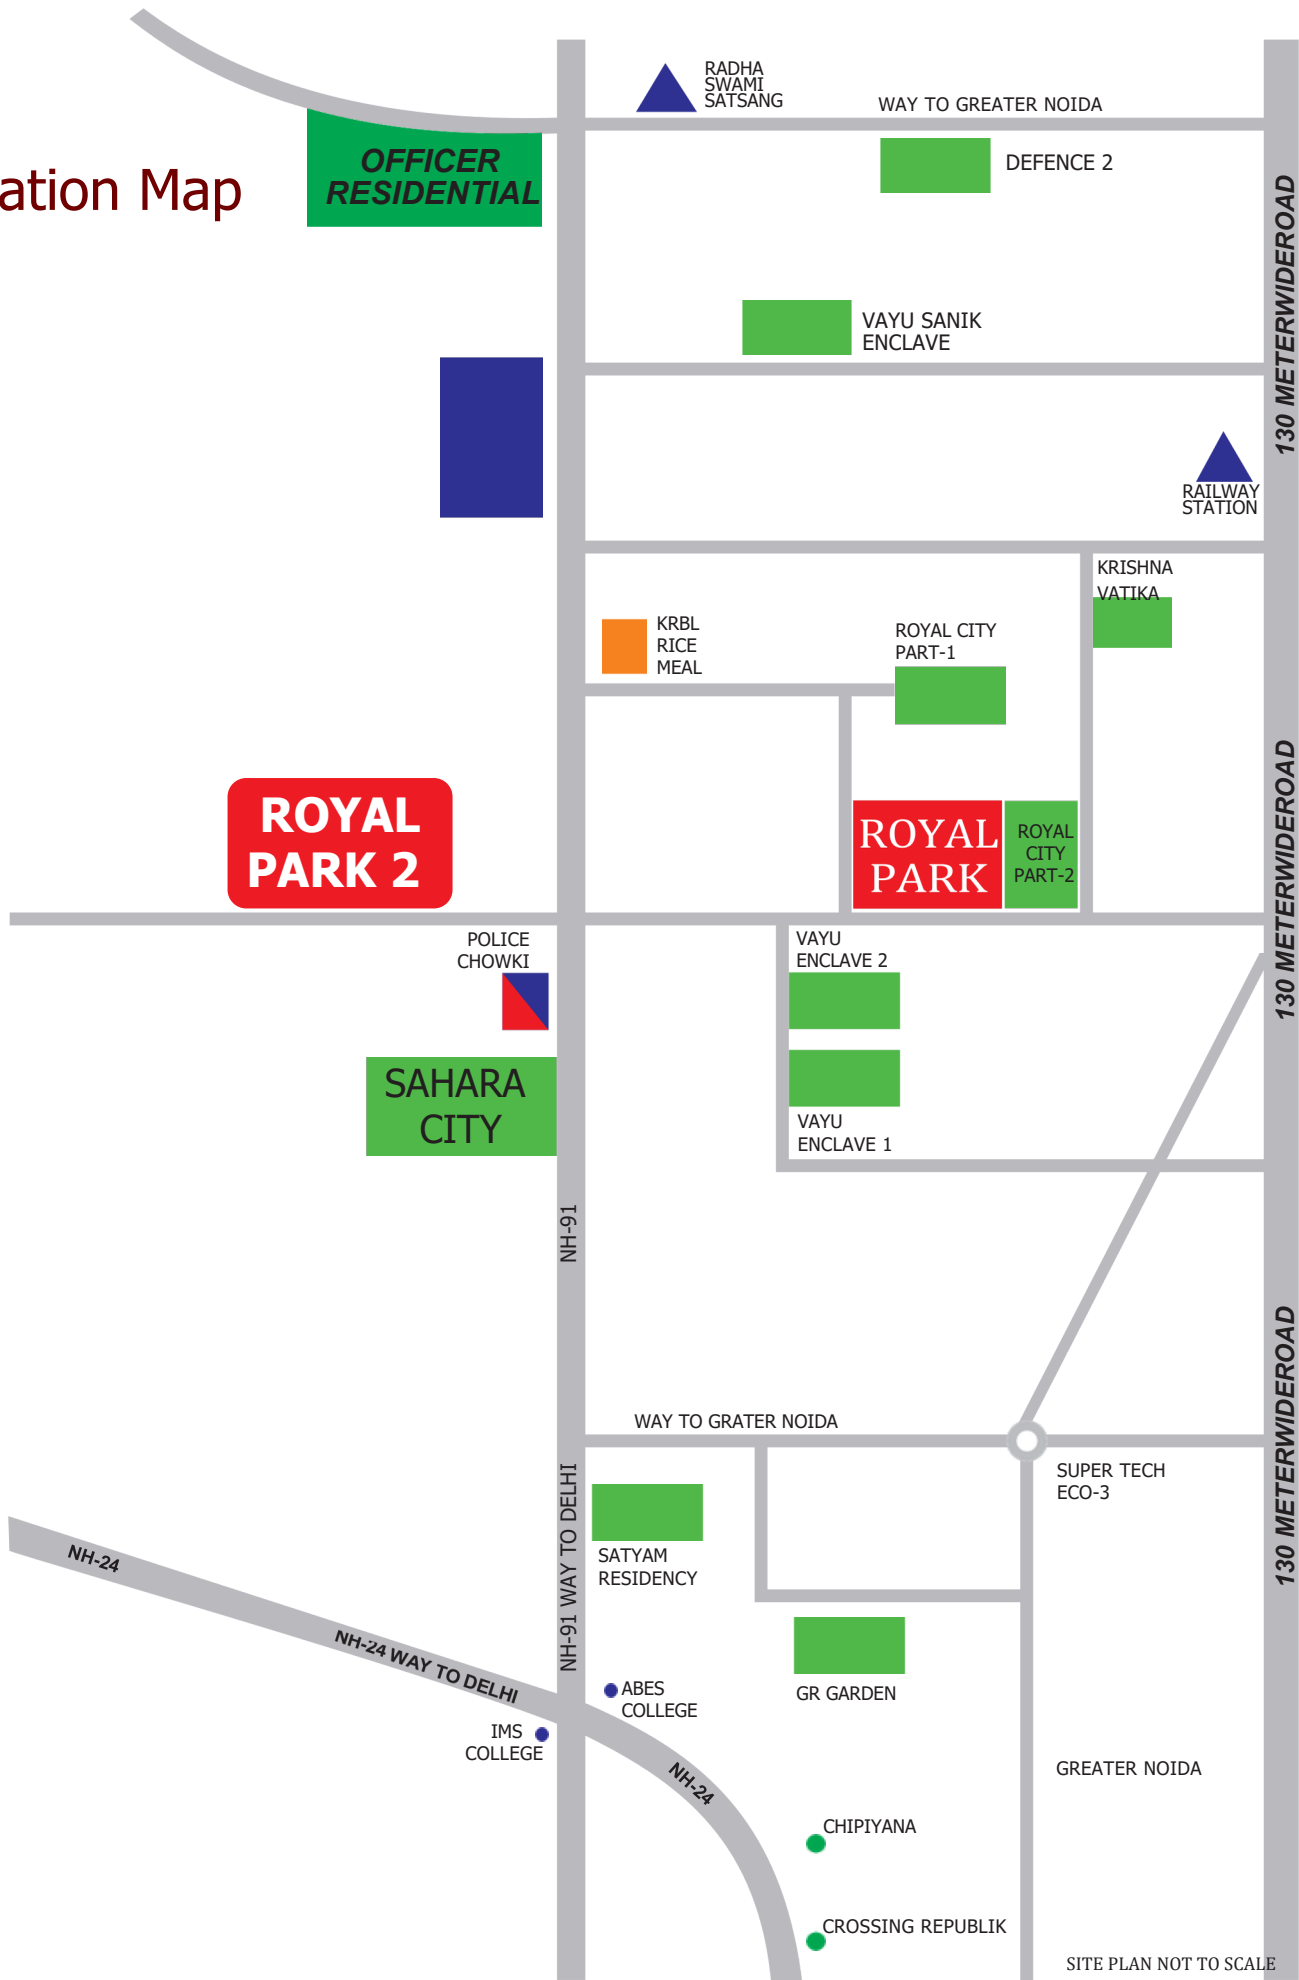 RADHA
SWAMI
SATSANG
WAY TO GREATER NOIDA
OFFICER
RESIDENTIAL
DEFENCE 2
ation Map
130 METERWIDEROAD
VAYU SANIK
ENCLAVE
RAILWAY
STATION
KRISHNA
VATIKA
KRBL
RICE
MEAL
ROYAL CITY
PART-1
130 METERWIDEROAD
ROYAL
PARK 2
ROYAL
PARK
ROYAL
CITY
PART-2
POLICE
CHOWKI
VAYU
ENCLAVE 2
SAHARA
CITY
VAYU
ENCLAVE 1
NH-91
130 METERWIDEROAD
WAY TO GRATER NOIDA
SUPER TECH
ECO-3
NH-91 WAY TO DELHI
SATYAM
RESIDENCY
NH-24
NH-24 WAY TO DELHI
ABES
COLLEGE
GR GARDEN
IMS
COLLEGE
NH-24
GREATER NOIDA
CHIPIYANA
CROSSING REPUBLIK
SITE PLAN NOT TO SCALE